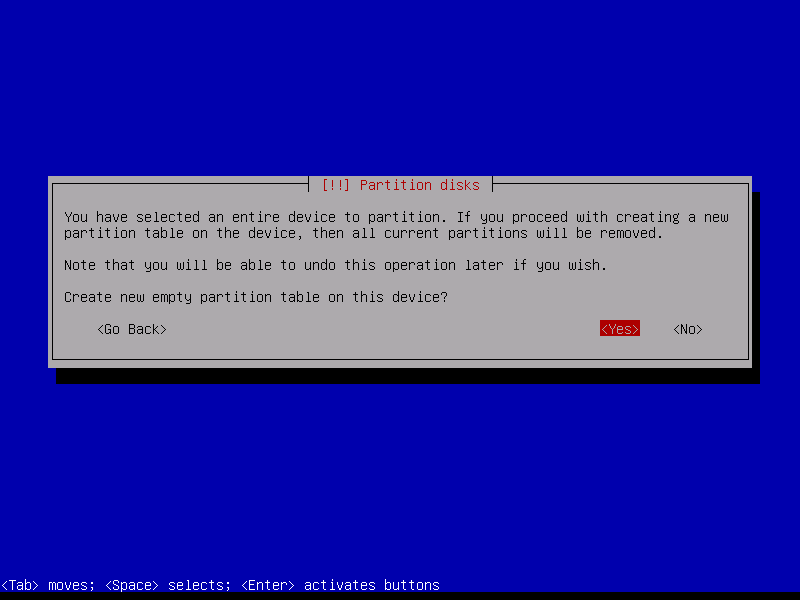 [!!] Partition disks
You have selected an entire device to partition. If you proceed with creating a new
partition table on the device, then all current partitions will be removed.
Note that you will be able to undo this operation later if you wish.
Create new empty partition table on this device?
<Go Back> <Yes> <No>
<Tab> moves; <Space> selects; <Enter> activates buttons